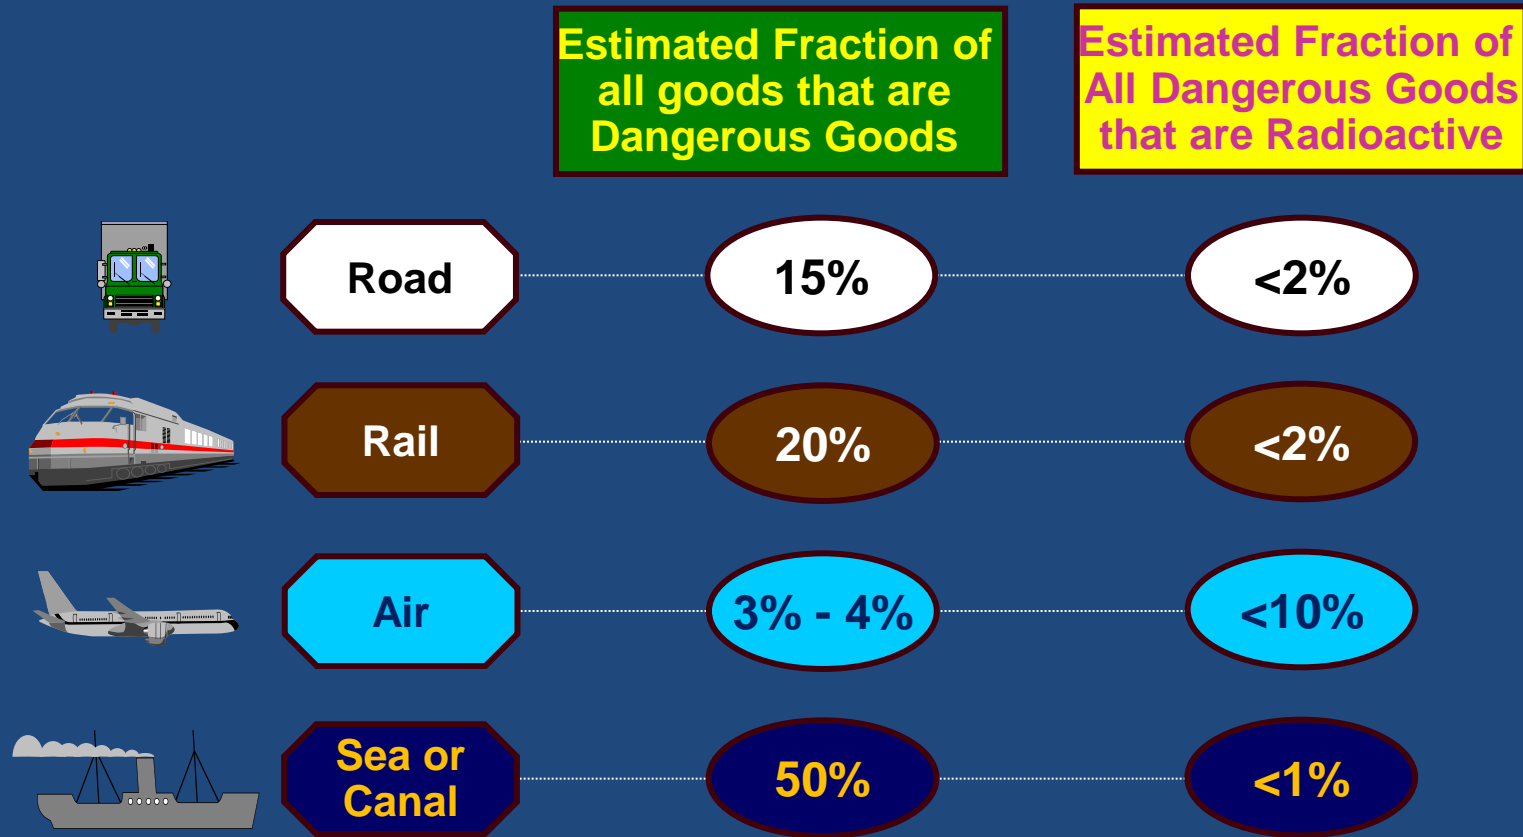 Estimated Fraction of
all goods that are
Dangerous Goods
Estimated Fraction of
All Dangerous Goods
that are Radioactive
Road
15%
<2%
Rail
20%
<2%
Air
3% - 4%
<10%
Sea or
Canal
50%
<1%